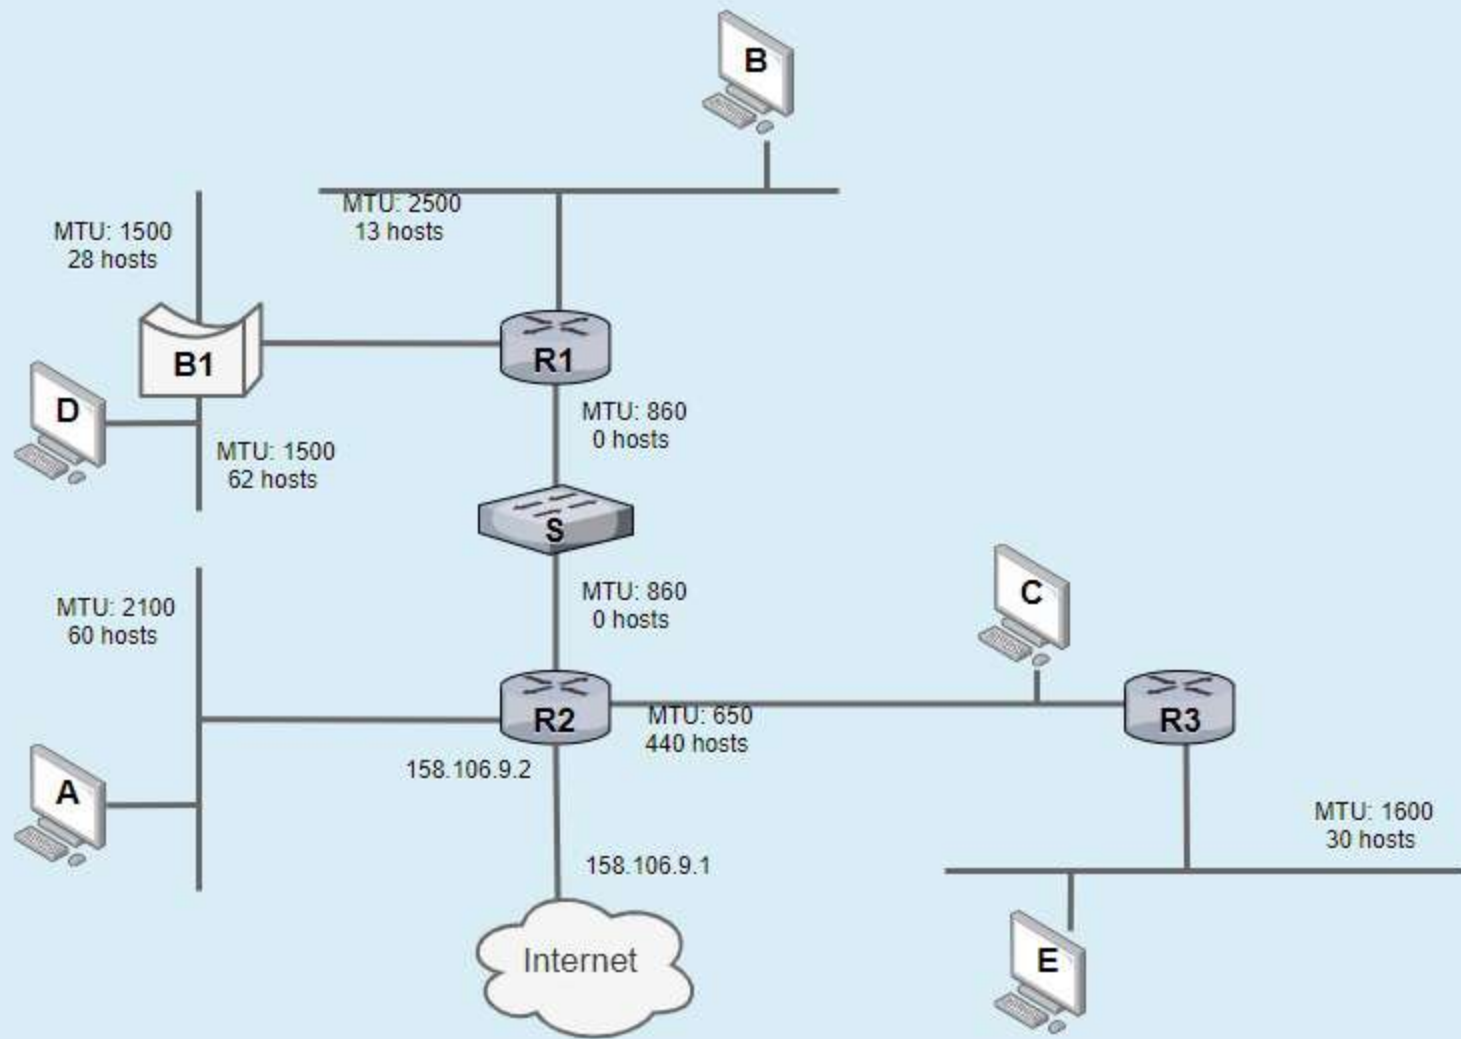 B
MTU: 2500
13 hosts
MTU: 1500
28 hosts
B1
R1
D
MTU: 860
0 hosts
MTU: 1500
62 hosts
S
MTU: 2100
60 hosts
MTU: 860
0 hosts
C
R2
MTU: 650
440 hosts
R3
158.106.9.2
A
MTU: 1600
30 hosts
158.106.9.1
Internet
E